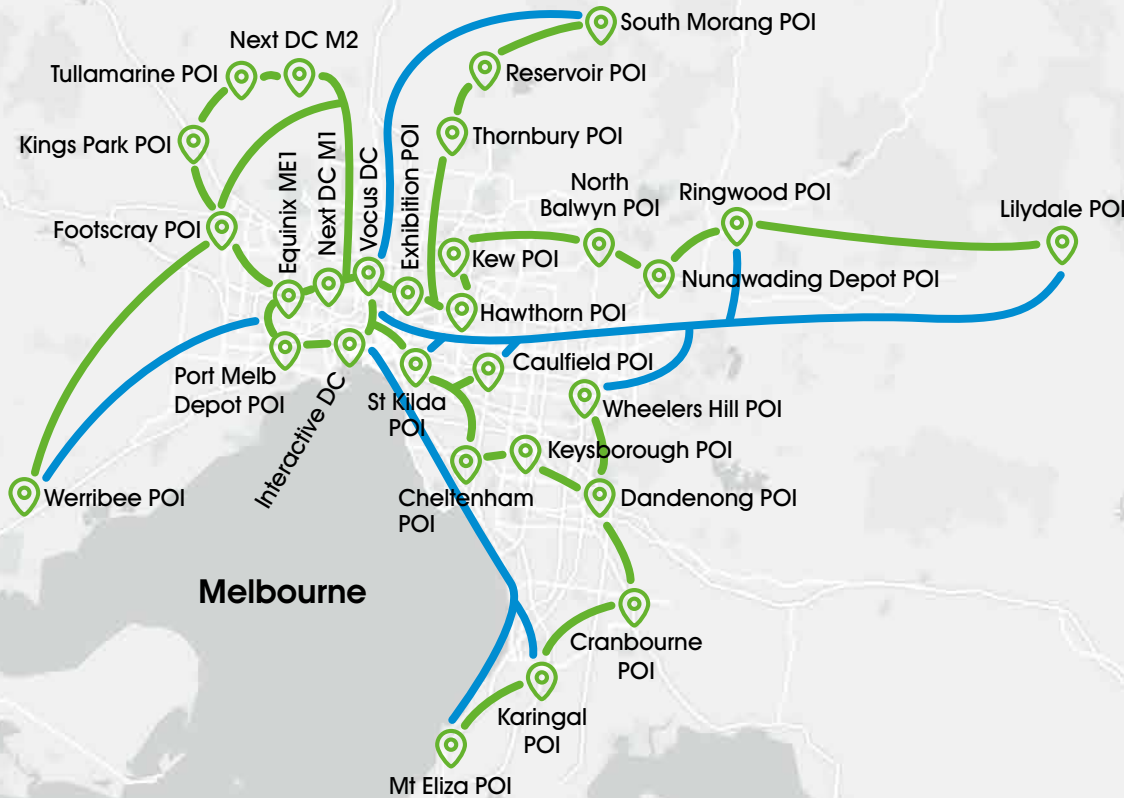 South Morang POI
Next DC M2
Tullamarine POI
Reservoir POI
Kings Park POI
Thornbury POI
Equinix ME1
Next DC M1
Vocus DC
Exhibition POI
North
Balwyn POI
Ringwood POI
Lilydale POI
Footscray POI
Kew POI
Nunawading Depot POI
Hawthorn POI
Port Melb
Depot POI
Interactive DC
St Kilda
POI
Caulfield POI
Wheelers Hill POI
Keysborough POI
Werribee POI
Cheltenham
POI
Dandenong POI
Melbourne
Cranbourne
POI
Karingal
POI
Mt Eliza POI